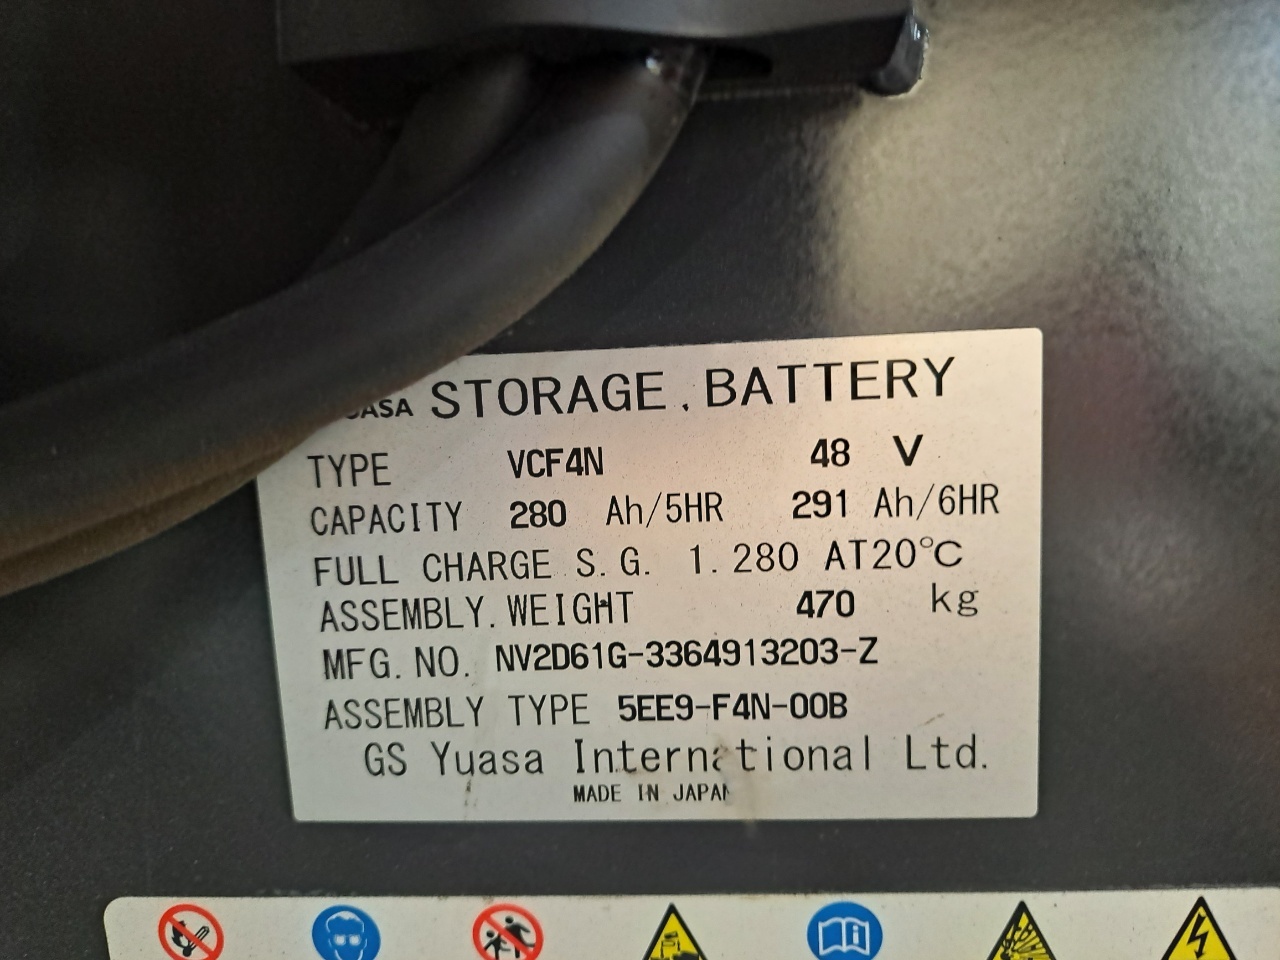 STORAGE BATTERY
TYPE VCF4N 48 V
CAPACITY 280 Ah/5HR 291 Ah/6HR
FULL CHARGE S.G. 1.280 AT20°C
ASSEMBLY.WEIGHT 470 kg
MFG.NO. NV2D61G-3364913203-Z
ASSEMBLY TYPE 5EE9-F4N-00B
GS Yuasa International Ltd.
MADE IN JAPAN